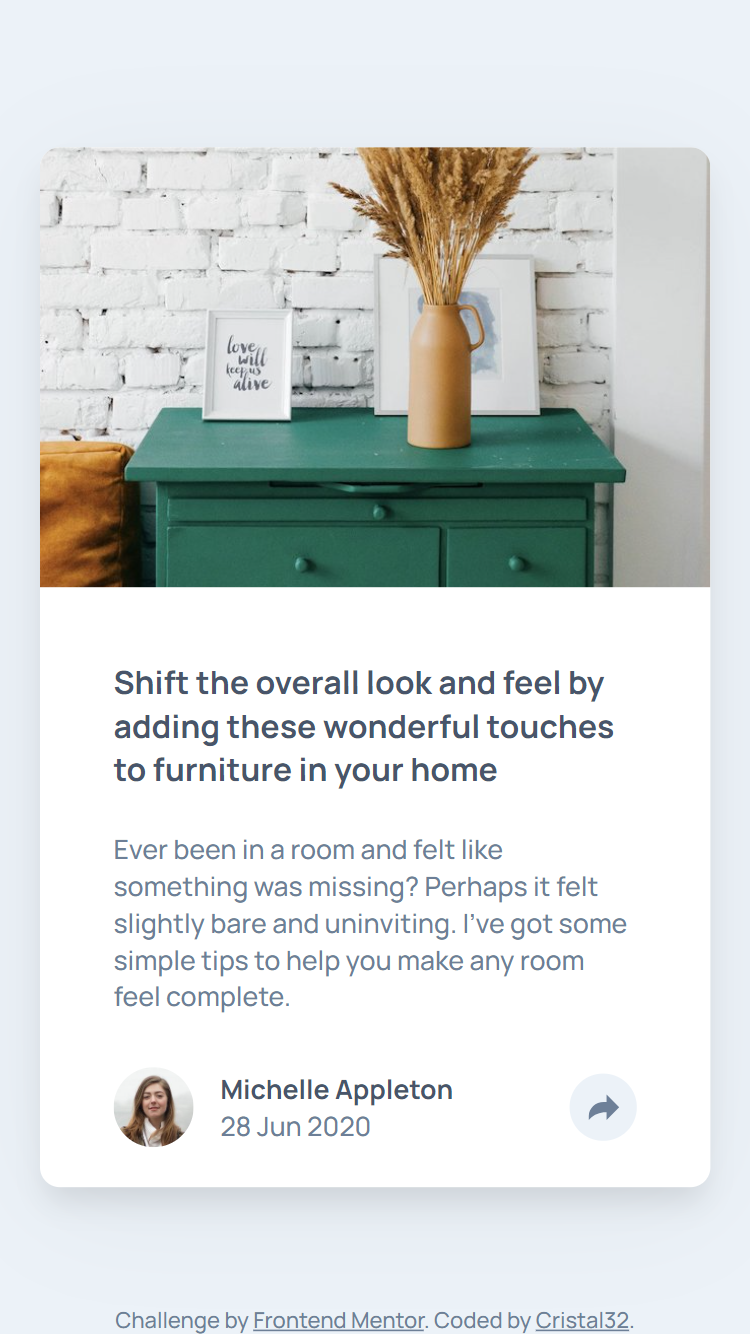 love
will
keep us
alive
Shift the overall look and feel by
adding these wonderful touches
to furniture in your home
Ever been in a room and felt like
something was missing? Perhaps it felt
slightly bare and uninviting. I’ve got some
simple tips to help you make any room
feel complete.
Michelle Appleton
28 Jun 2020
Challenge by Frontend Mentor. Coded by Cristal32.